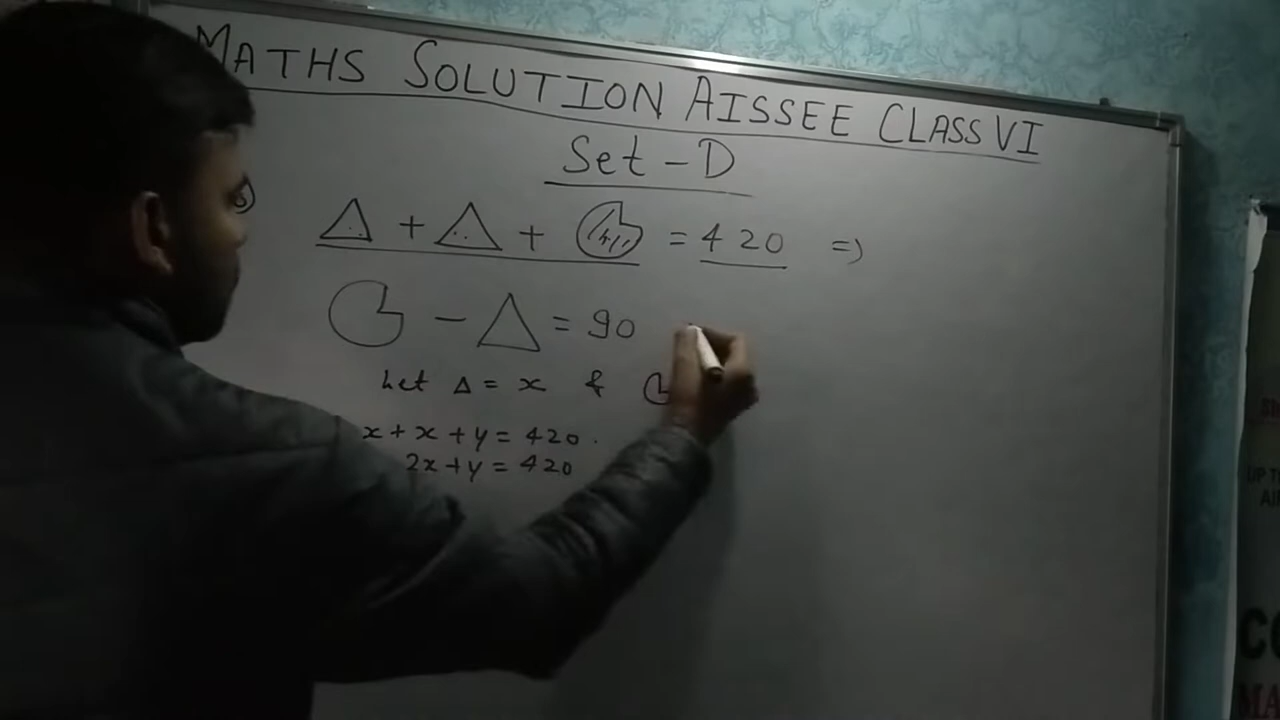 MATHS SOLUTION AISSEE CLASS VI
Set - D
△ + △ + = 420 ⇒
- △ = 90
Let △ = x &
x + x + y = 420.
2x + y = 420